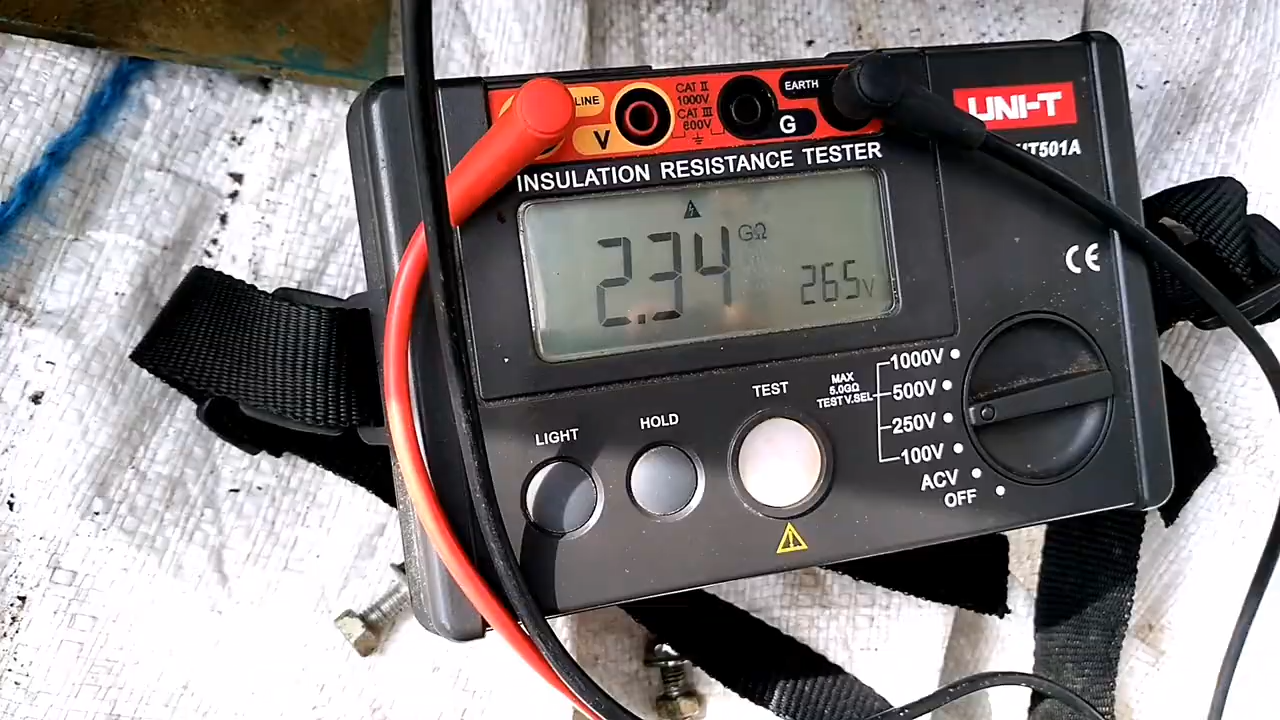 LINE
V
CAT II
1000V
CAT III
600V
EARTH
G
UNI-T
UT501A
INSULATION RESISTANCE TESTER
2.34 GΩ
265V
CE
LIGHT
HOLD
TEST
MAX
5.0GΩ
TEST V.SEL
1000V
500V
250V
100V
ACV
OFF